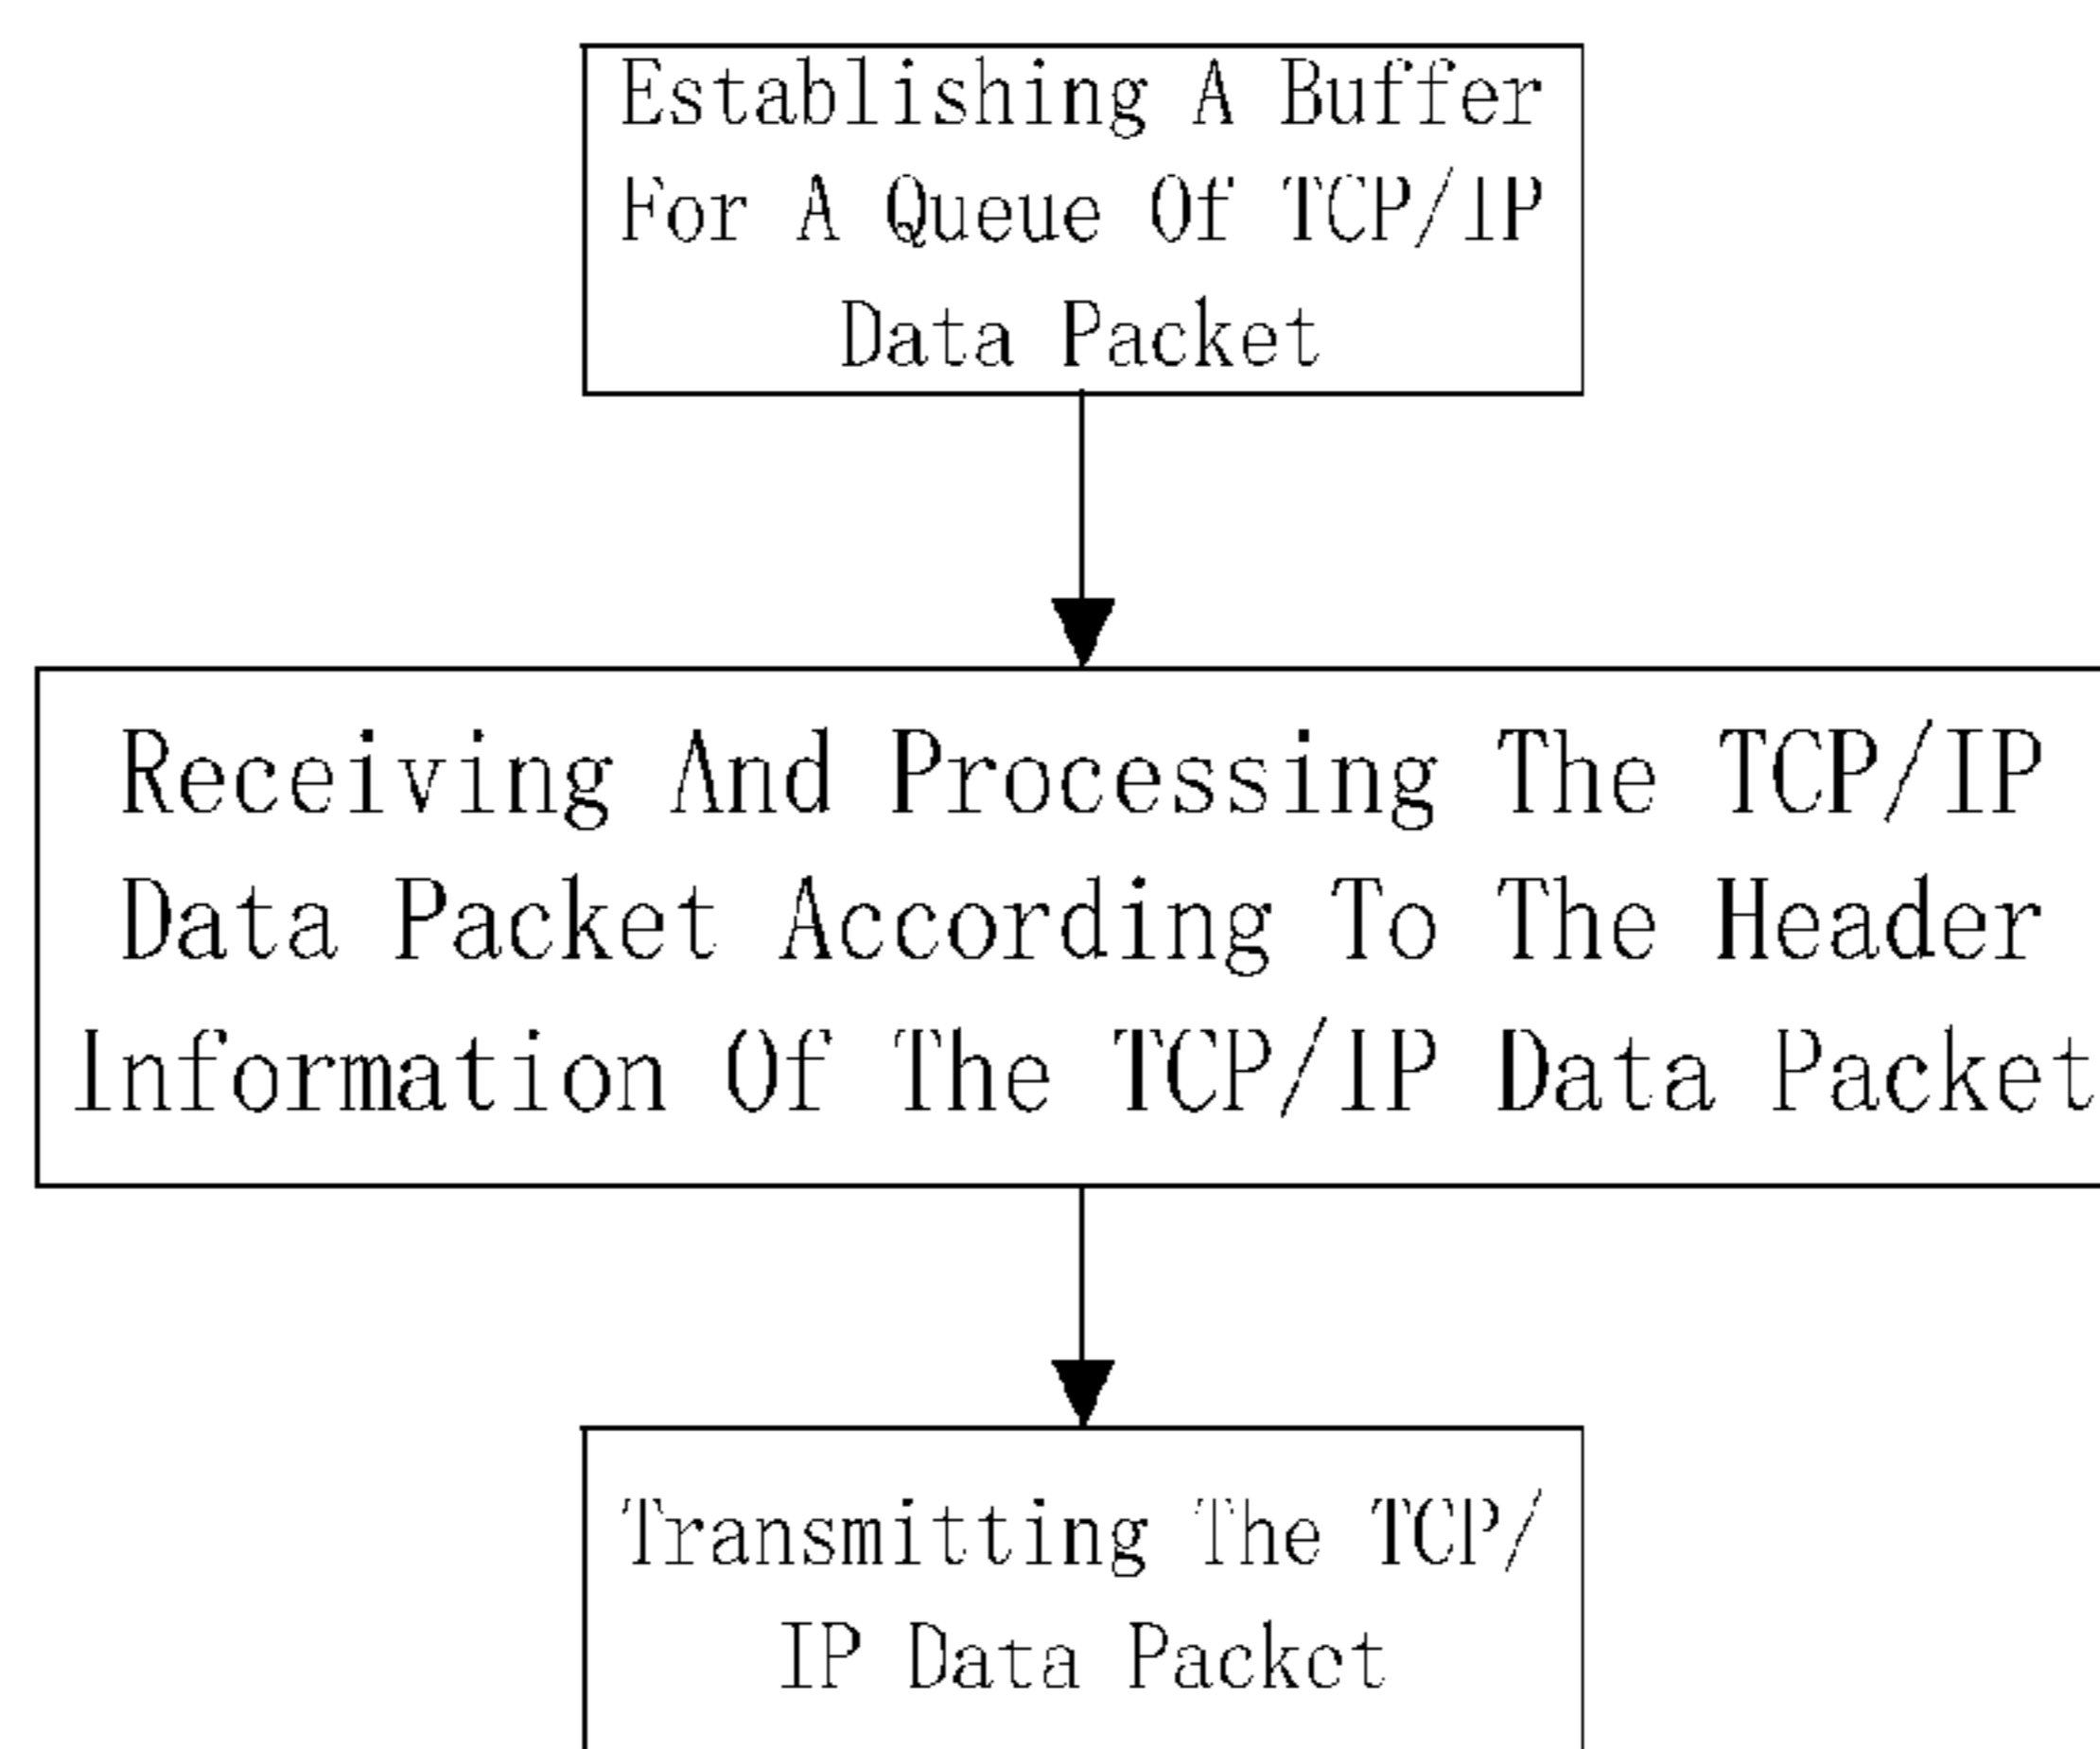 Establishing A Buffer
For A Queue Of TCP/IP
Data Packet
Receiving And Processing The TCP/IP
Data Packet According To The Header
Information Of The TCP/IP Data Packet
Transmitting The TCP/
IP Data Packet